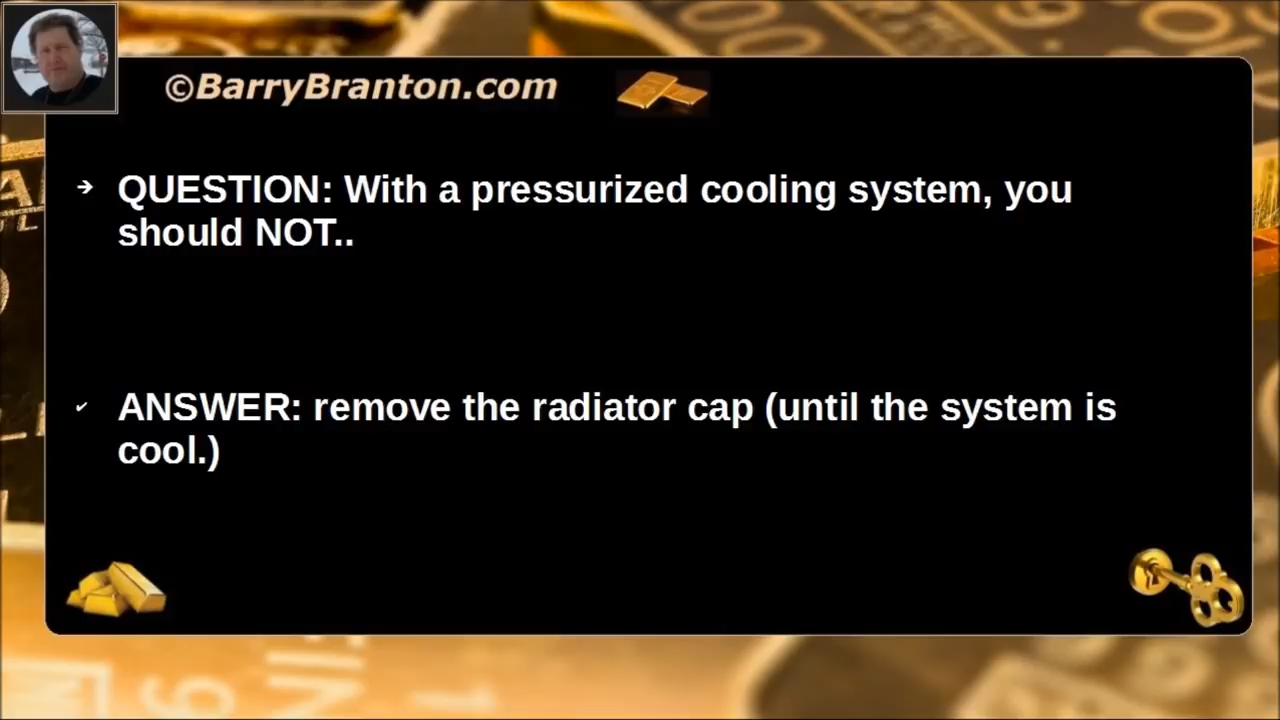 ©BarryBranton.com
➔ QUESTION: With a pressurized cooling system, you
should NOT..
✔ ANSWER: remove the radiator cap (until the system is
cool.)